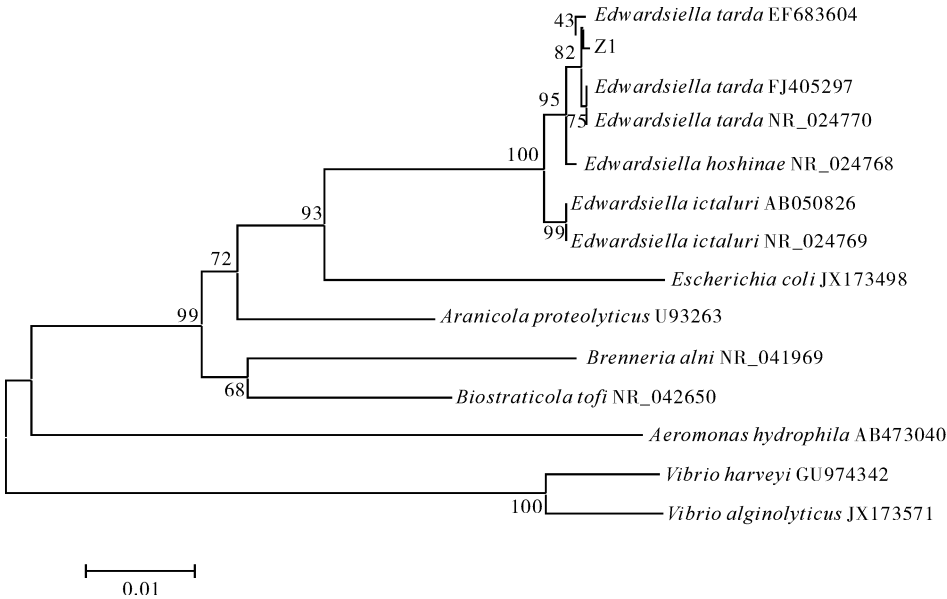 43 Edwardsiella tarda EF683604
Z1
82
Edwardsiella tarda FJ405297
95
75 Edwardsiella tarda NR_024770
100
Edwardsiella hoshinae NR_024768
Edwardsiella ictaluri AB050826
93
99 Edwardsiella ictaluri NR_024769
72
Escherichia coli JX173498
99 Aranicola proteolyticus U93263
Brenneria alni NR_041969
68 Biostraticola tofi NR_042650
Aeromonas hydrophila AB473040
Vibrio harveyi GU974342
100 Vibrio alginolyticus JX173571
0.01